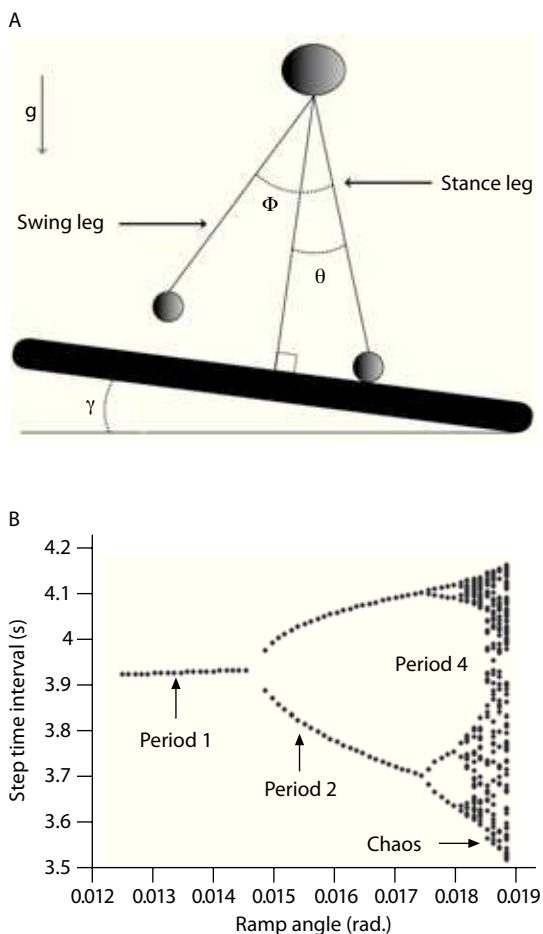 A
g
Stance leg
Φ
Swing leg
θ
γ
B
4.2
4.1
4
3.9
3.8
3.7
3.6
3.5
Step time interval (s)
Period 4
Period 1
Period 2
Chaos
0.012 0.013 0.014 0.015 0.016 0.017 0.018 0.019
Ramp angle (rad.)